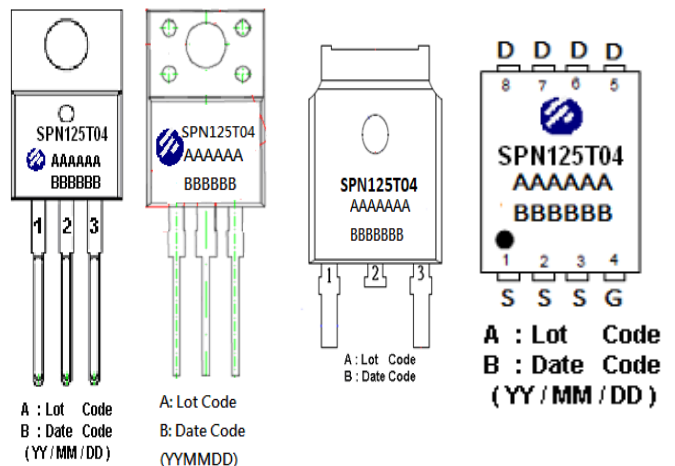 SPN125T04
AAAAAA
BBBBBB
1 2 3
A : Lot Code
B : Date Code
(YY/MM/DD)
SPN125T04
AAAAAA
BBBBBB
A: Lot Code
B: Date Code
(YYMMDD)
SPN125T04
AAAAAAA
BBBBBBB
1 2 3
A : Lot Code
B : Date Code
D D D D
8 7 6 5
SPN125T04
AAAAAA
BBBBBB
1 2 3 4
S S S G
A : Lot Code
B : Date Code
(YY/MM/DD)